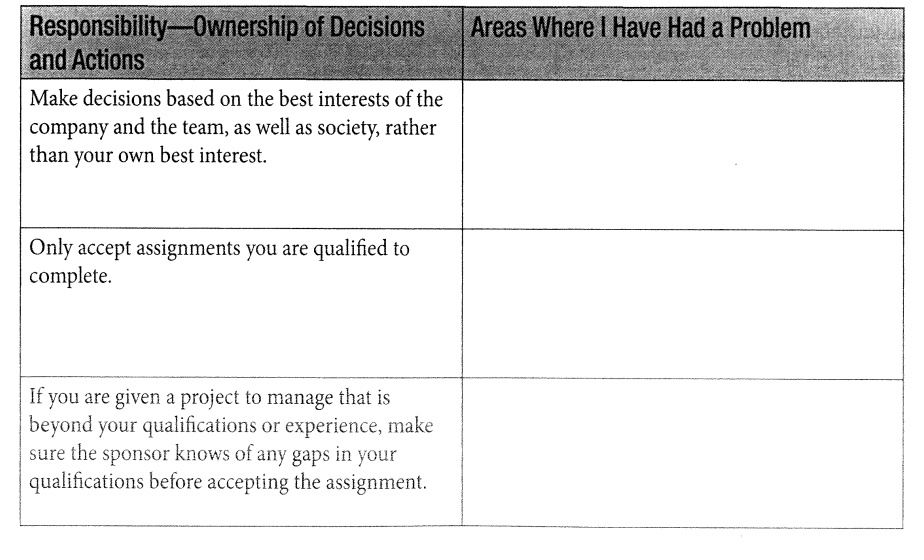 Responsibility—Ownership of Decisions
and Actions
Areas Where I Have Had a Problem
Make decisions based on the best interests of the
company and the team, as well as society, rather
than your own best interest.
Only accept assignments you are qualified to
complete.
If you are given a project to manage that is
beyond your qualifications or experience, make
sure the sponsor knows of any gaps in your
qualifications before accepting the assignment.